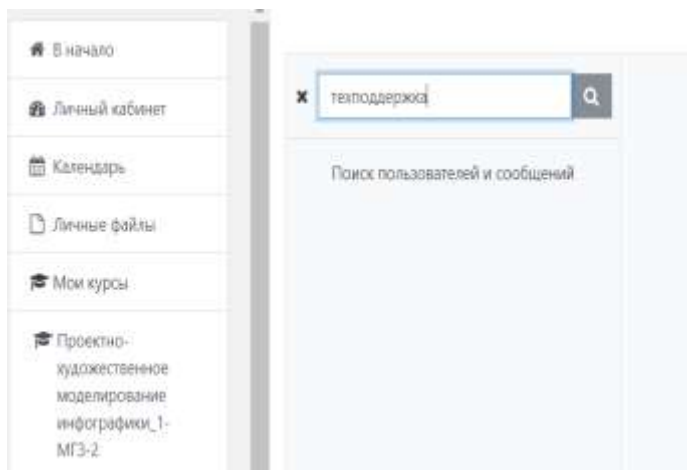 В начало
Личный кабинет
Календарь
Личные файлы
Мои курсы
Проектно-
художественное
моделирование
инфографики_1-
МГЗ-2
техподдержка
Поиск пользователей и сообщений